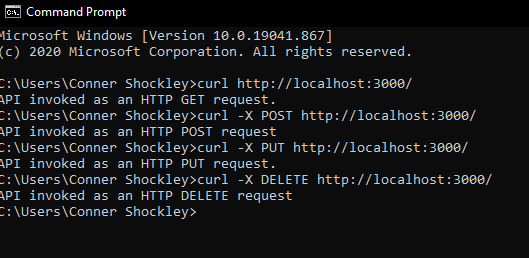 Command Prompt
Microsoft Windows [Version 10.0.19041.867]
(c) 2020 Microsoft Corporation. All rights reserved.
C:\Users\Conner Shockley>curl http://localhost:3000/
API invoked as an HTTP GET request.
C:\Users\Conner Shockley>curl -X POST http://localhost:3000/
API invoked as an HTTP POST request
C:\Users\Conner Shockley>curl -X PUT http://localhost:3000/
API invoked as an HTTP PUT request.
C:\Users\Conner Shockley>curl -X DELETE http://localhost:3000/
API invoked as an HTTP DELETE request
C:\Users\Conner Shockley>